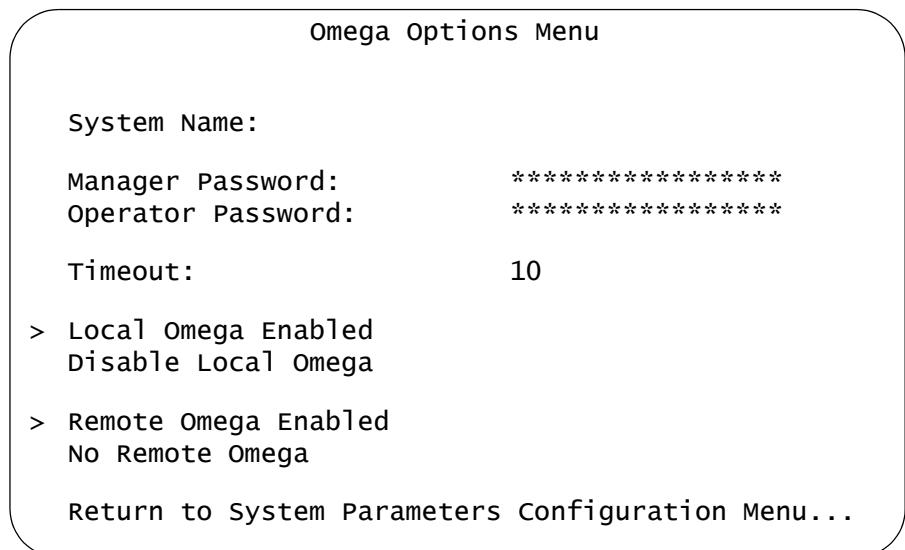 Omega Options Menu
System Name:
Manager Password: *****************
Operator Password: *****************
Timeout: 10
> Local Omega Enabled
Disable Local Omega
> Remote Omega Enabled
No Remote Omega
Return to System Parameters Configuration Menu...